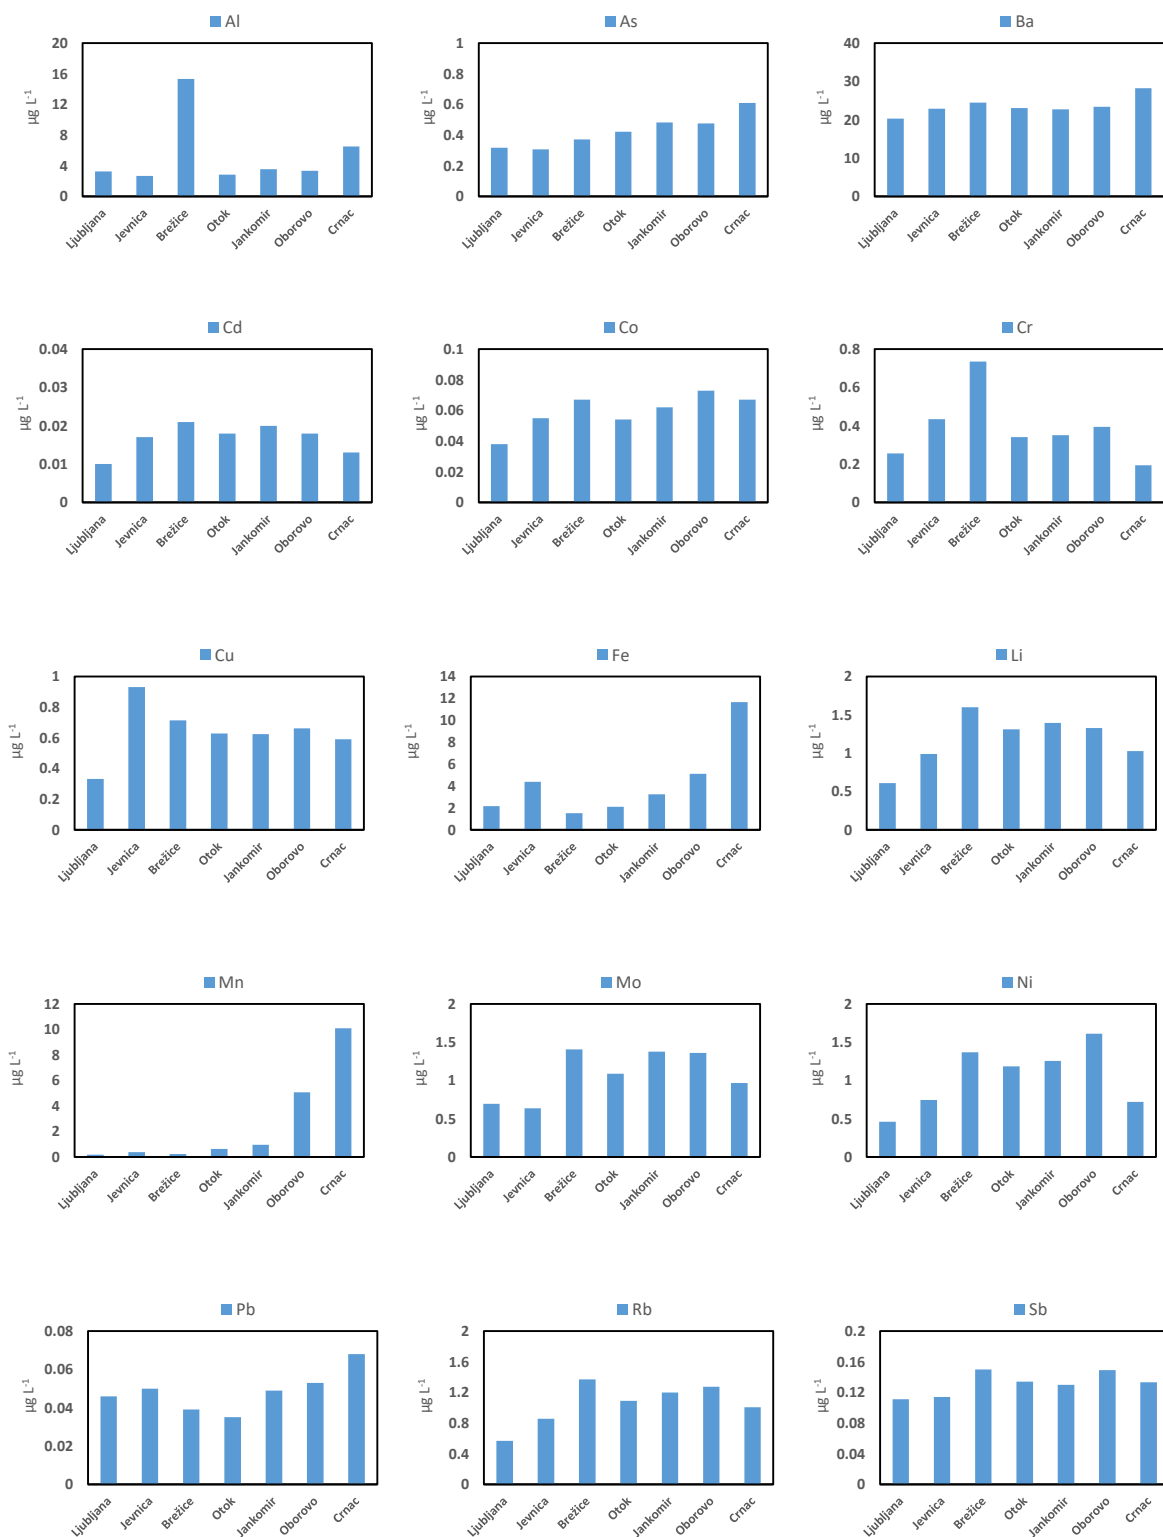 Al
20
16
12
8
4
0
µg L-1
Ljubljana
Jevnica
Brežice
Otok
Jankomir
Oborovo
Crnac
As
1
0.8
0.6
0.4
0.2
0
µg L-1
Ljubljana
Jevnica
Brežice
Otok
Jankomir
Oborovo
Crnac
Ba
40
30
20
10
0
µg L-1
Ljubljana
Jevnica
Brežice
Otok
Jankomir
Oborovo
Crnac
Cd
0.04
0.03
0.02
0.01
0
µg L-1
Ljubljana
Jevnica
Brežice
Otok
Jankomir
Oborovo
Crnac
Co
0.1
0.08
0.06
0.04
0.02
0
µg L-1
Ljubljana
Jevnica
Brežice
Otok
Jankomir
Oborovo
Crnac
Cr
0.8
0.6
0.4
0.2
0
µg L-1
Ljubljana
Jevnica
Brežice
Otok
Jankomir
Oborovo
Crnac
Cu
1
0.8
0.6
0.4
0.2
0
µg L-1
Ljubljana
Jevnica
Brežice
Otok
Jankomir
Oborovo
Crnac
Fe
14
12
10
8
6
4
2
0
µg L-1
Ljubljana
Jevnica
Brežice
Otok
Jankomir
Oborovo
Crnac
Li
2
1.5
1
0.5
0
µg L-1
Ljubljana
Jevnica
Brežice
Otok
Jankomir
Oborovo
Crnac
Mn
12
10
8
6
4
2
0
µg L-1
Ljubljana
Jevnica
Brežice
Otok
Jankomir
Oborovo
Crnac
Mo
2
1.5
1
0.5
0
µg L-1
Ljubljana
Jevnica
Brežice
Otok
Jankomir
Oborovo
Crnac
Ni
2
1.5
1
0.5
0
µg L-1
Ljubljana
Jevnica
Brežice
Otok
Jankomir
Oborovo
Crnac
Pb
0.08
0.06
0.04
0.02
0
µg L-1
Ljubljana
Jevnica
Brežice
Otok
Jankomir
Oborovo
Crnac
Rb
2
1.6
1.2
0.8
0.4
0
µg L-1
Ljubljana
Jevnica
Brežice
Otok
Jankomir
Oborovo
Crnac
Sb
0.2
0.16
0.12
0.08
0.04
0
µg L-1
Ljubljana
Jevnica
Brežice
Otok
Jankomir
Oborovo
Crnac